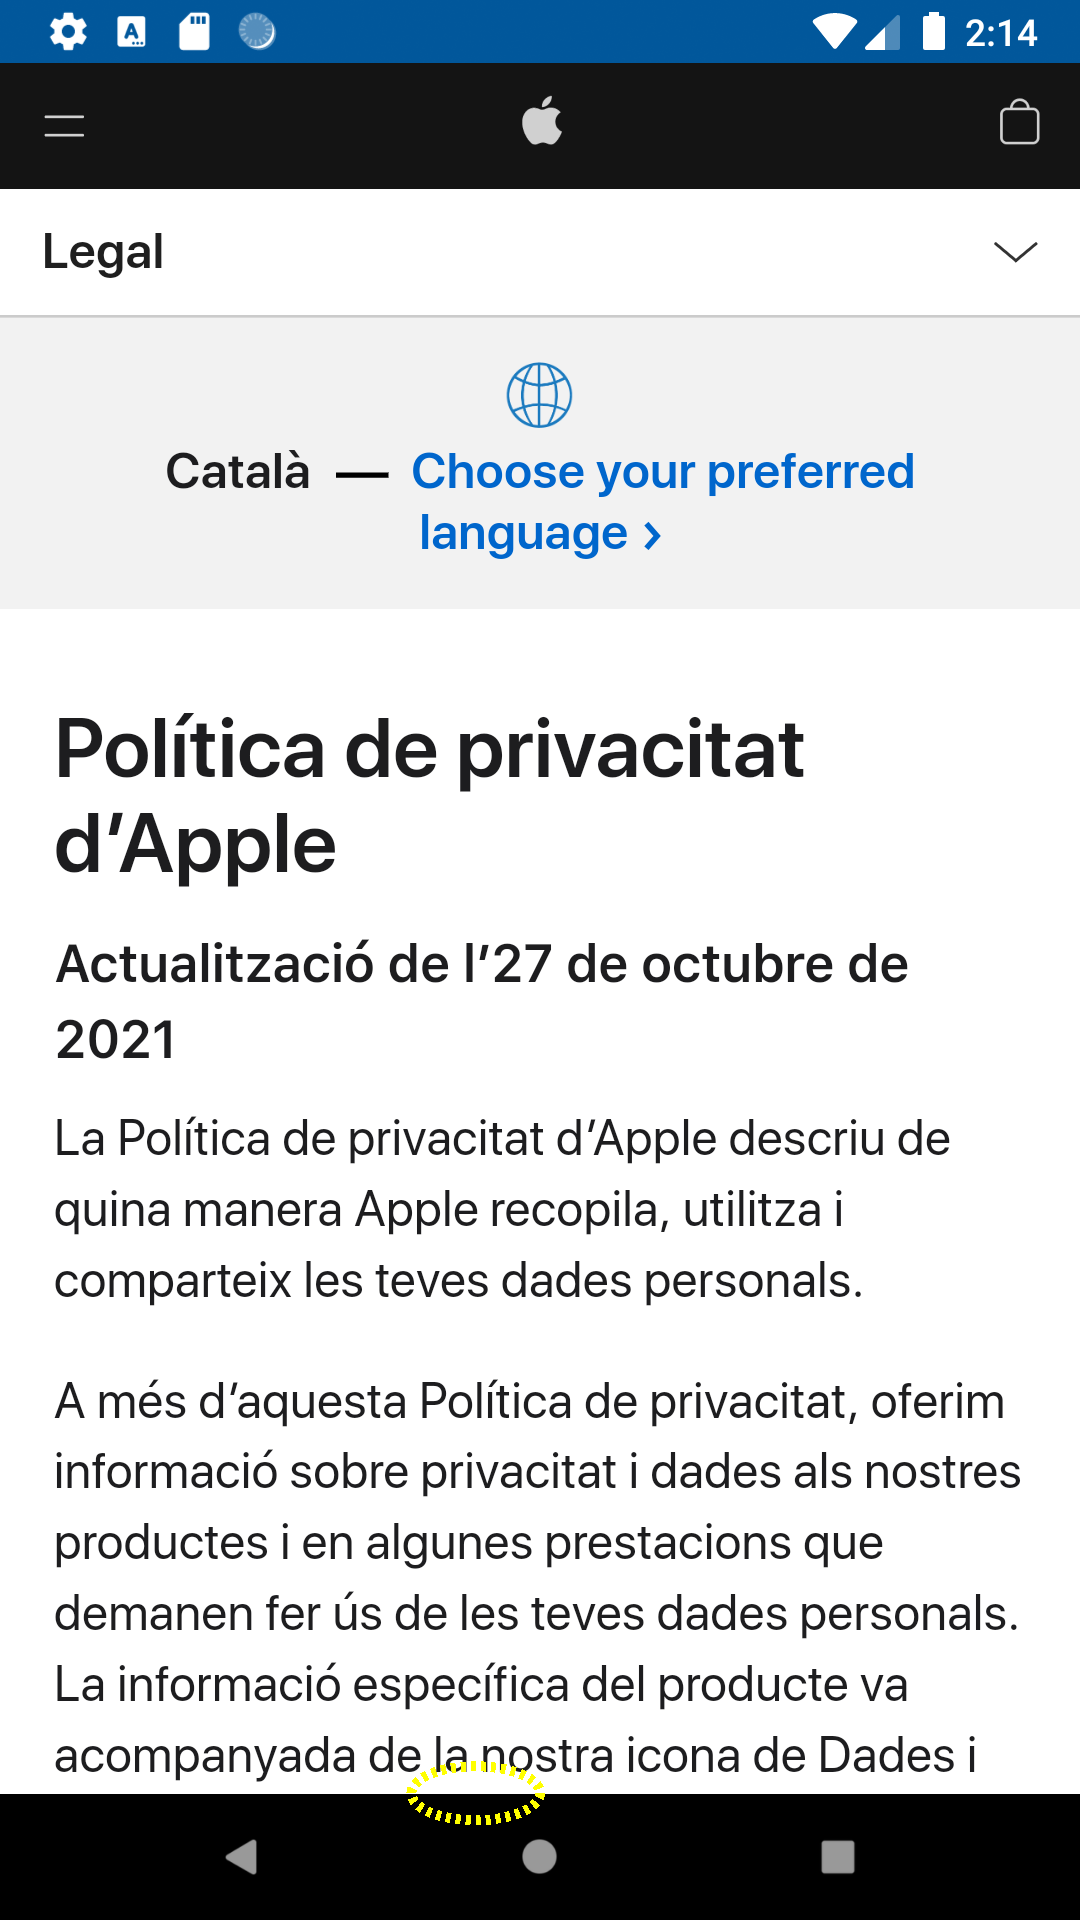 2:14
Legal
Català — Choose your preferred
language ›
Política de privacitat
d’Apple
Actualització de l’27 de octubre de
2021
La Política de privacitat d’Apple descriu de
quina manera Apple recopila, utilitza i
comparteix les teves dades personals.
A més d’aquesta Política de privacitat, oferim
informació sobre privacitat i dades als nostres
productes i en algunes prestacions que
demanen fer ús de les teves dades personals.
La informació específica del producte va
acompanyada de la nostra icona de Dades i